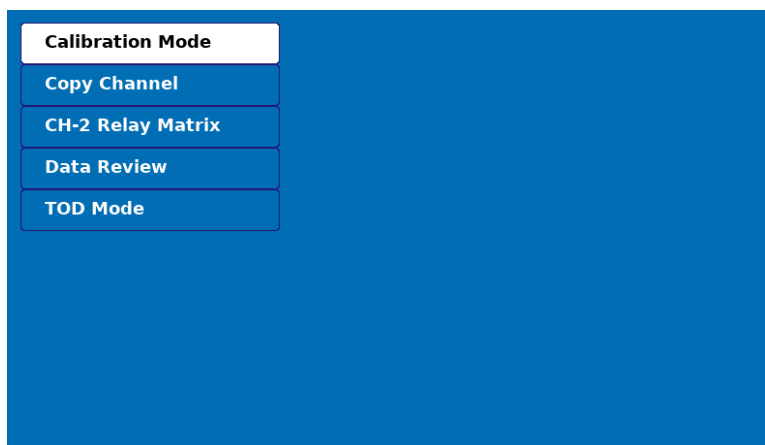 Calibration Mode
Copy Channel
CH-2 Relay Matrix
Data Review
TOD Mode